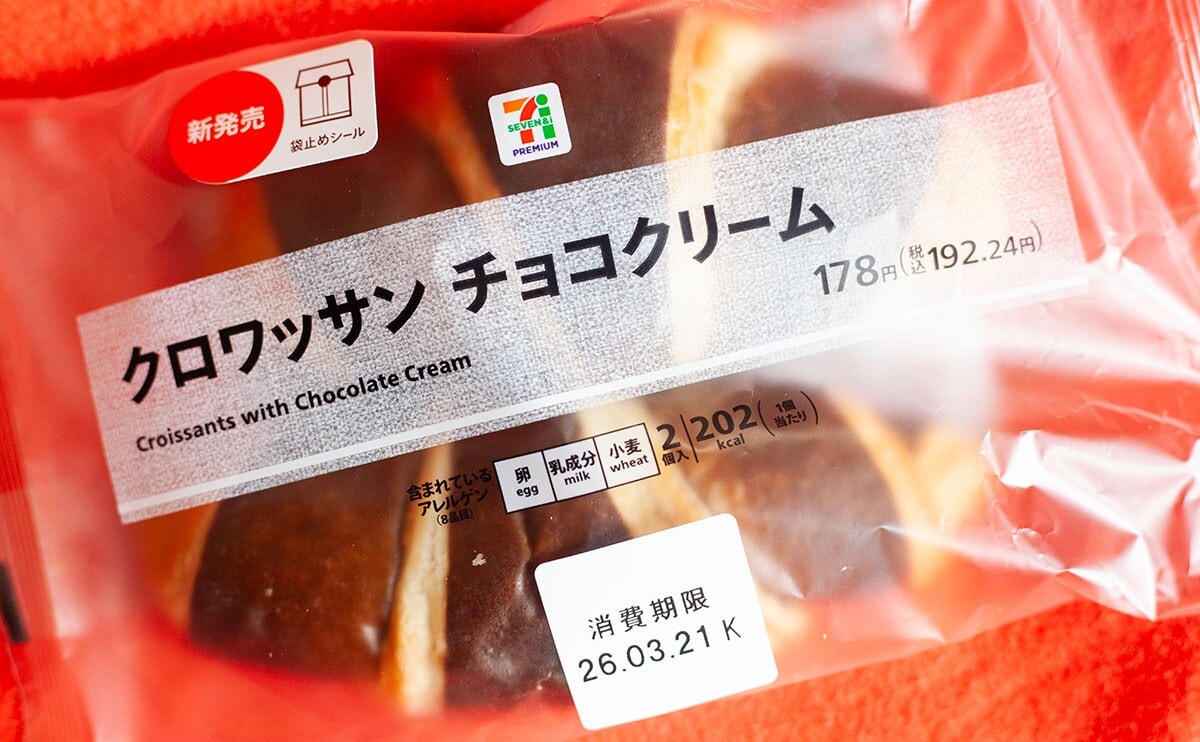 新発売
袋止めシール
SEVEN&i
PREMIUM
クロワッサン チョコクリーム
178円(税込192.24円)
Croissants with Chocolate Cream
含まれている
アレルゲン
(8品目)
卵
egg
乳成分
milk
小麦
wheat
2個入
202
kcal
(1個当たり)
消費期限
26.03.21 K